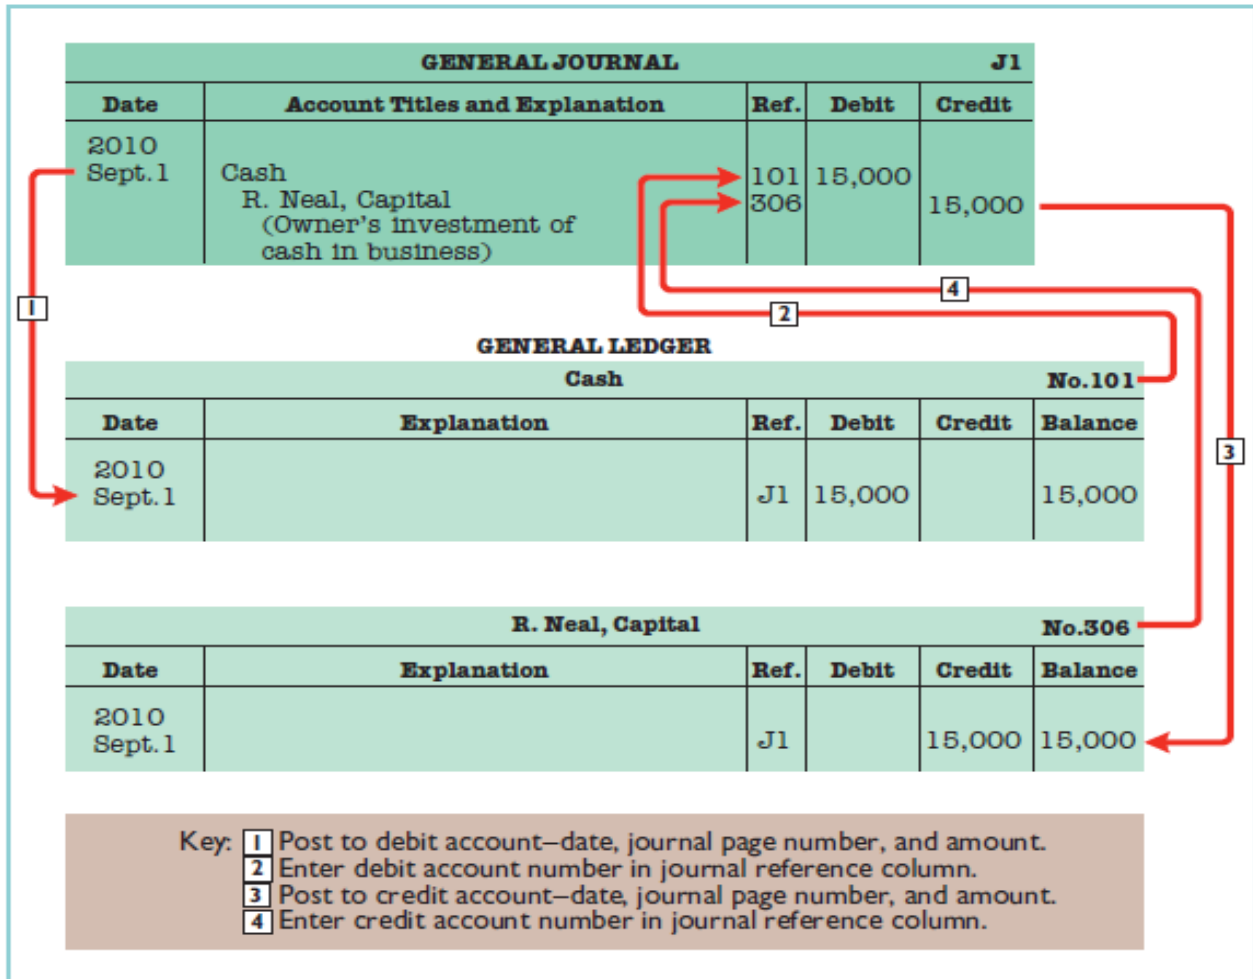 GENERAL JOURNAL J1
Date Account Titles and Explanation Ref. Debit Credit
2010
Sept. 1 Cash 101 15,000
R. Neal, Capital 306 15,000
(Owner's investment of
cash in business)
1
4
2
GENERAL LEDGER
Cash No.101
Date Explanation Ref. Debit Credit Balance
3
2010
Sept. 1 J1 15,000 15,000
R. Neal, Capital No.306
Date Explanation Ref. Debit Credit Balance
2010
Sept. 1 J1 15,000 15,000
Key: 1 Post to debit account–date, journal page number, and amount.
2 Enter debit account number in journal reference column.
3 Post to credit account–date, journal page number, and amount.
4 Enter credit account number in journal reference column.